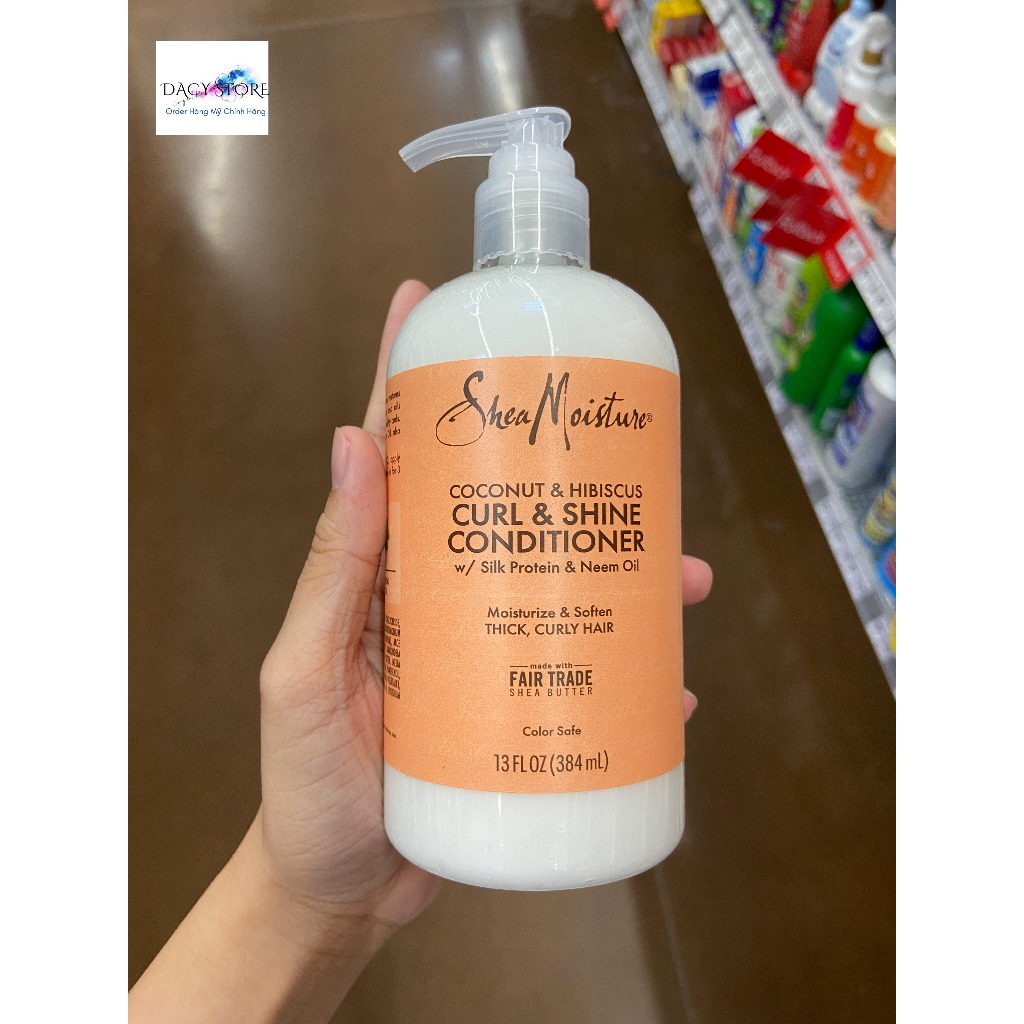 DACY STORE
Order Hàng Mỹ Chính Hãng
SheaMoisture®
COCONUT & HIBISCUS
CURL & SHINE
CONDITIONER
w/ Silk Protein & Neem Oil
Moisturize & Soften
THICK, CURLY HAIR
made with
FAIR TRADE
SHEA BUTTER
Color Safe
13 FL OZ (384 mL)